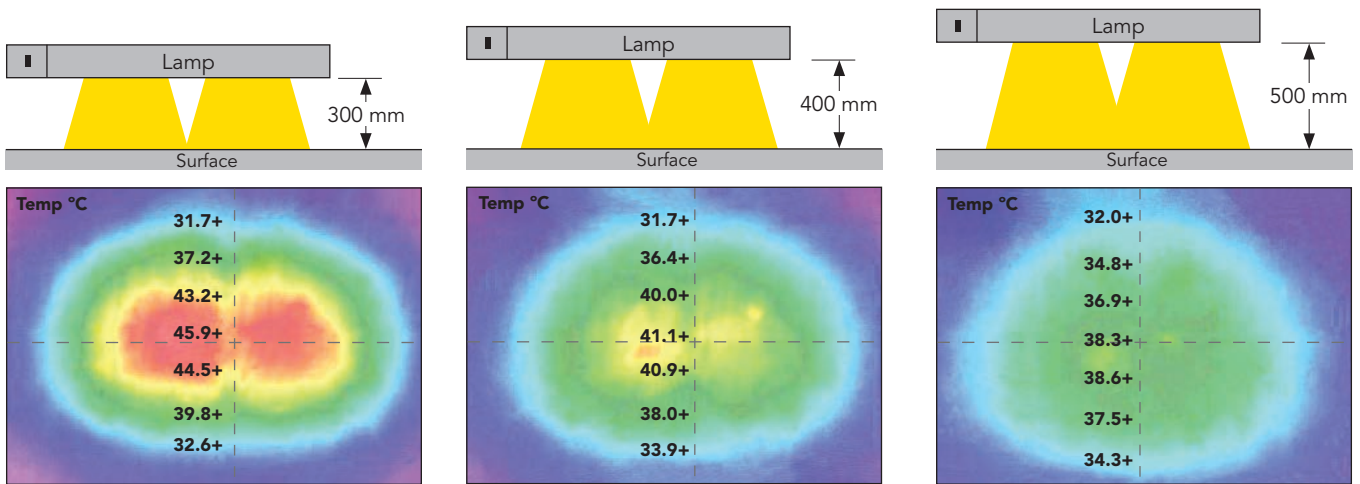 Lamp
300 mm
Surface
Temp ºC
31.7+
37.2+
43.2+
45.9+
44.5+
39.8+
32.6+
Lamp
400 mm
Surface
Temp ºC
31.7+
36.4+
40.0+
41.1+
40.9+
38.0+
33.9+
Lamp
500 mm
Surface
Temp ºC
32.0+
34.8+
36.9+
38.3+
38.6+
37.5+
34.3+